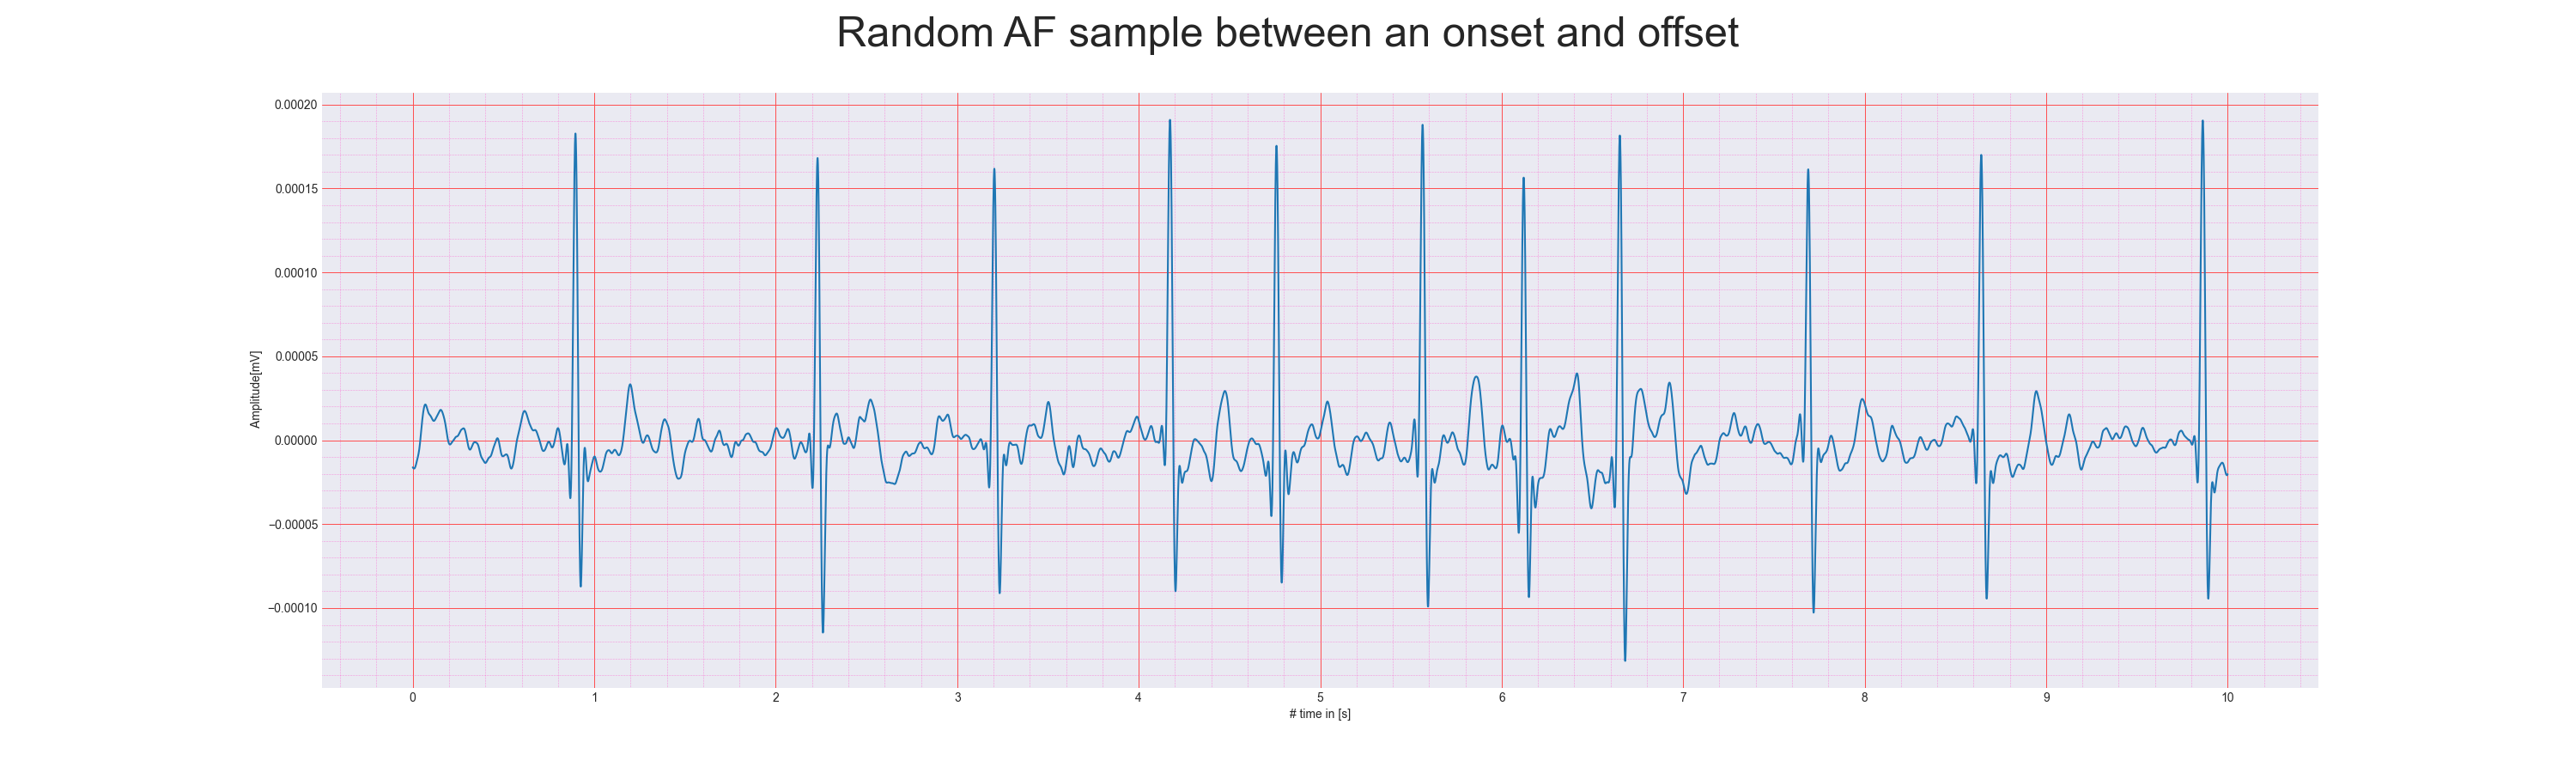 Random AF sample between an onset and offset
0.00020
0.00015
0.00010
0.00005
0.00000
−0.00005
−0.00010
Amplitude[mV]
0 1 2 3 4 5 6 7 8 9 10
# time in [s]